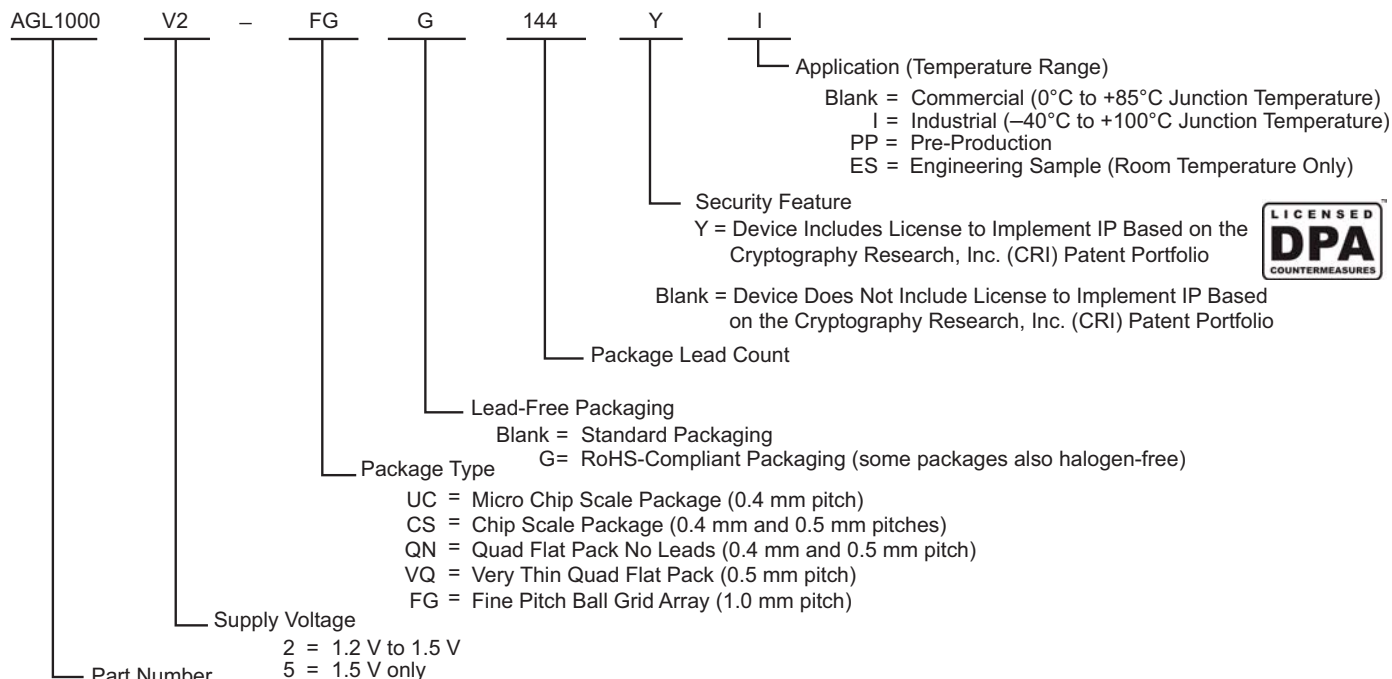 AGL1000 V2 – FG G 144 Y I
Application (Temperature Range)
Blank = Commercial (0°C to +85°C Junction Temperature)
I = Industrial (–40°C to +100°C Junction Temperature)
PP = Pre-Production
ES = Engineering Sample (Room Temperature Only)
Security Feature
Y = Device Includes License to Implement IP Based on the
Cryptography Research, Inc. (CRI) Patent Portfolio
LICENSED
DPA
COUNTERMEASURES
™
Blank = Device Does Not Include License to Implement IP Based
on the Cryptography Research, Inc. (CRI) Patent Portfolio
Package Lead Count
Lead-Free Packaging
Blank = Standard Packaging
G= RoHS-Compliant Packaging (some packages also halogen-free)
Package Type
UC = Micro Chip Scale Package (0.4 mm pitch)
CS = Chip Scale Package (0.4 mm and 0.5 mm pitches)
QN = Quad Flat Pack No Leads (0.4 mm and 0.5 mm pitch)
VQ = Very Thin Quad Flat Pack (0.5 mm pitch)
FG = Fine Pitch Ball Grid Array (1.0 mm pitch)
Supply Voltage
2 = 1.2 V to 1.5 V
5 = 1.5 V only
Part Number